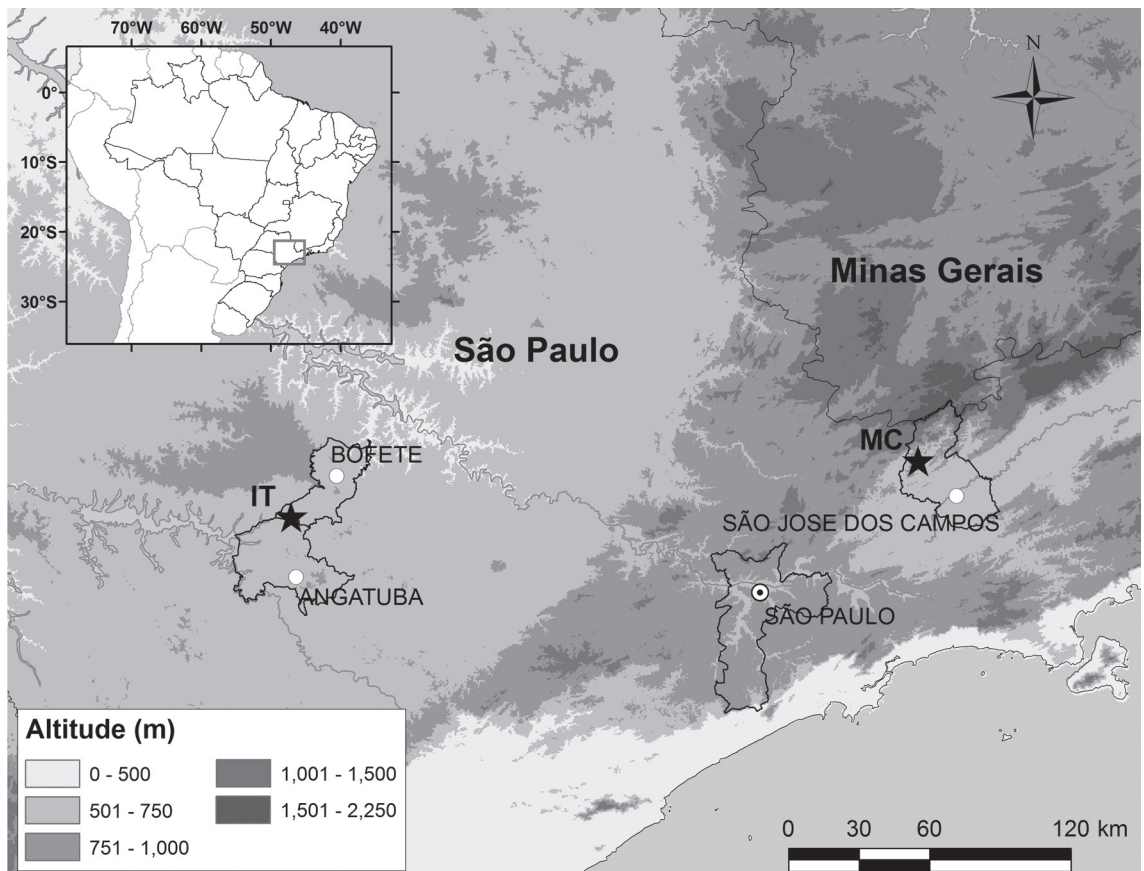 70°W 60°W 50°W 40°W
0°
10°S
20°S
30°S
N
Minas Gerais
São Paulo
MC
BOFETE
IT
SÃO JOSE DOS CAMPOS
ANGATUBA
SÃO PAULO
Altitude (m)
0 - 500
501 - 750
751 - 1,000
1,001 - 1,500
1,501 - 2,250
0 30 60 120 km